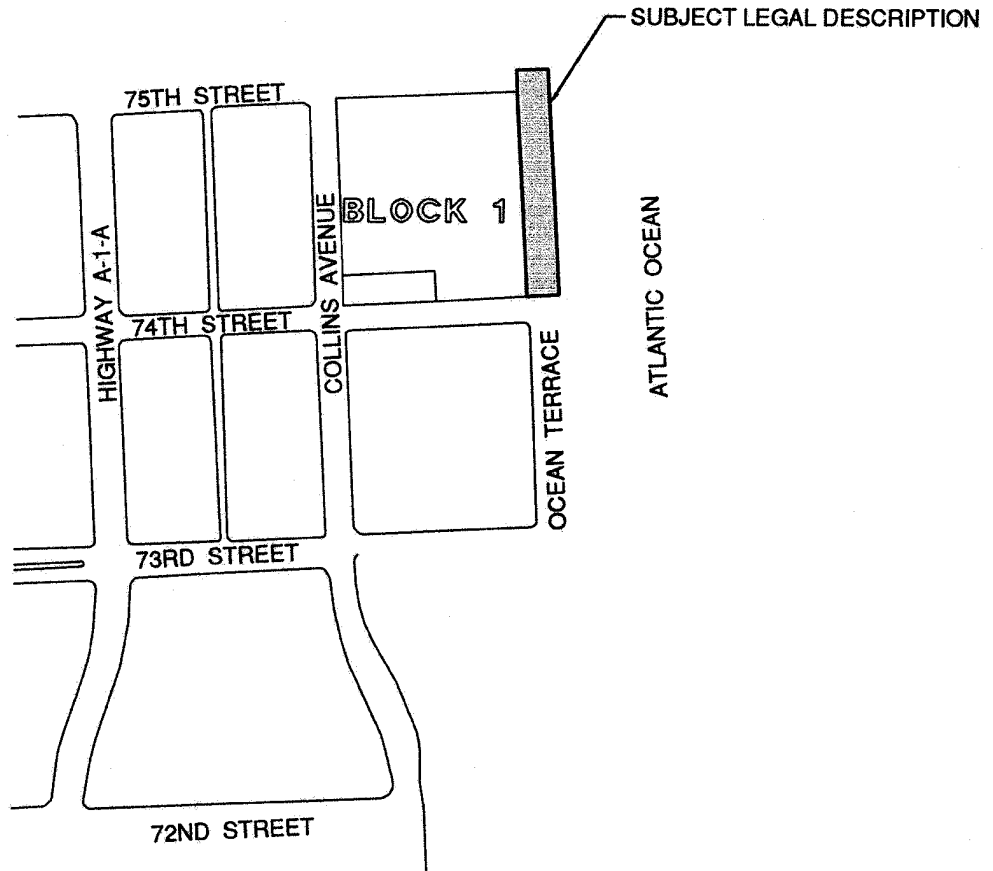 SUBJECT LEGAL DESCRIPTION
75TH STREET
BLOCK 1
COLLINS AVENUE
HIGHWAY A-1-A
ATLANTIC OCEAN
74TH STREET
OCEAN TERRACE
73RD STREET
72ND STREET